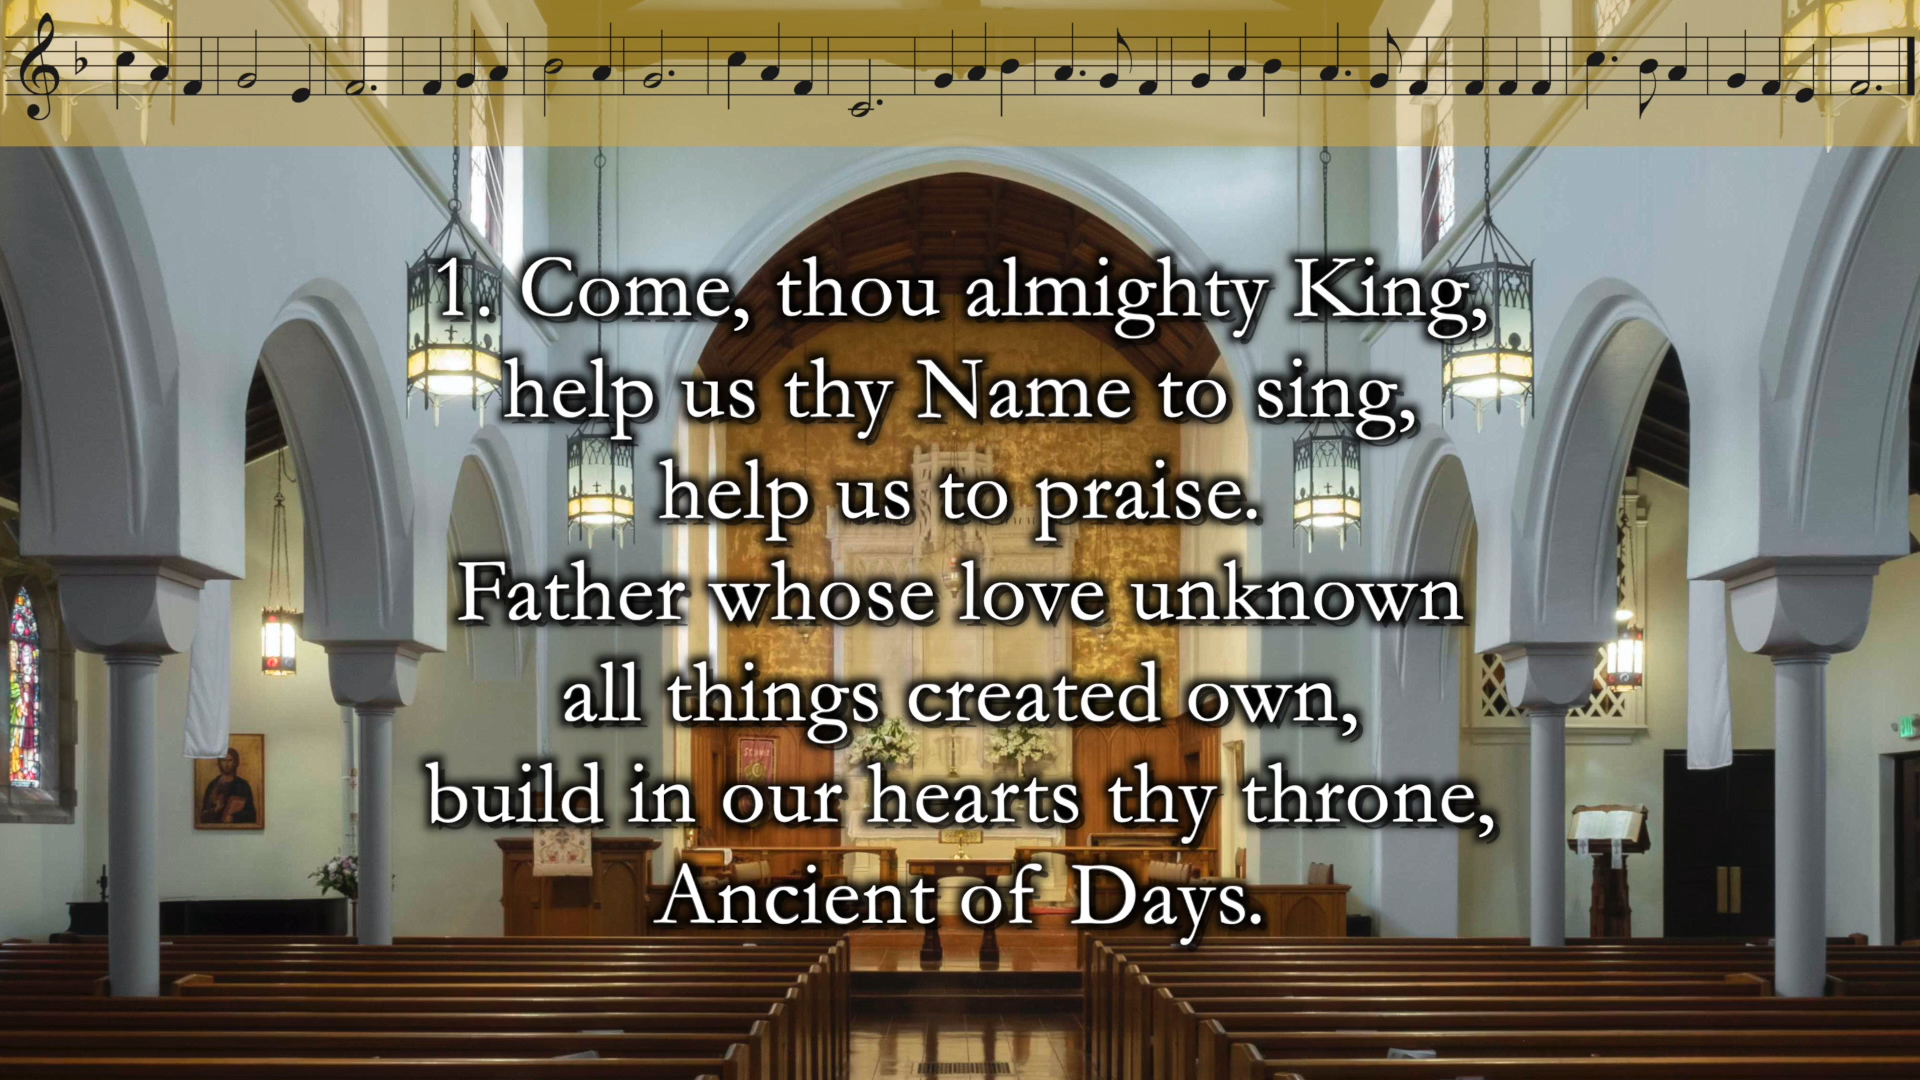 1. Come, thou almighty King,
help us thy Name to sing,
help us to praise.
Father whose love unknown
all things created own,
build in our hearts thy throne,
Ancient of Days.